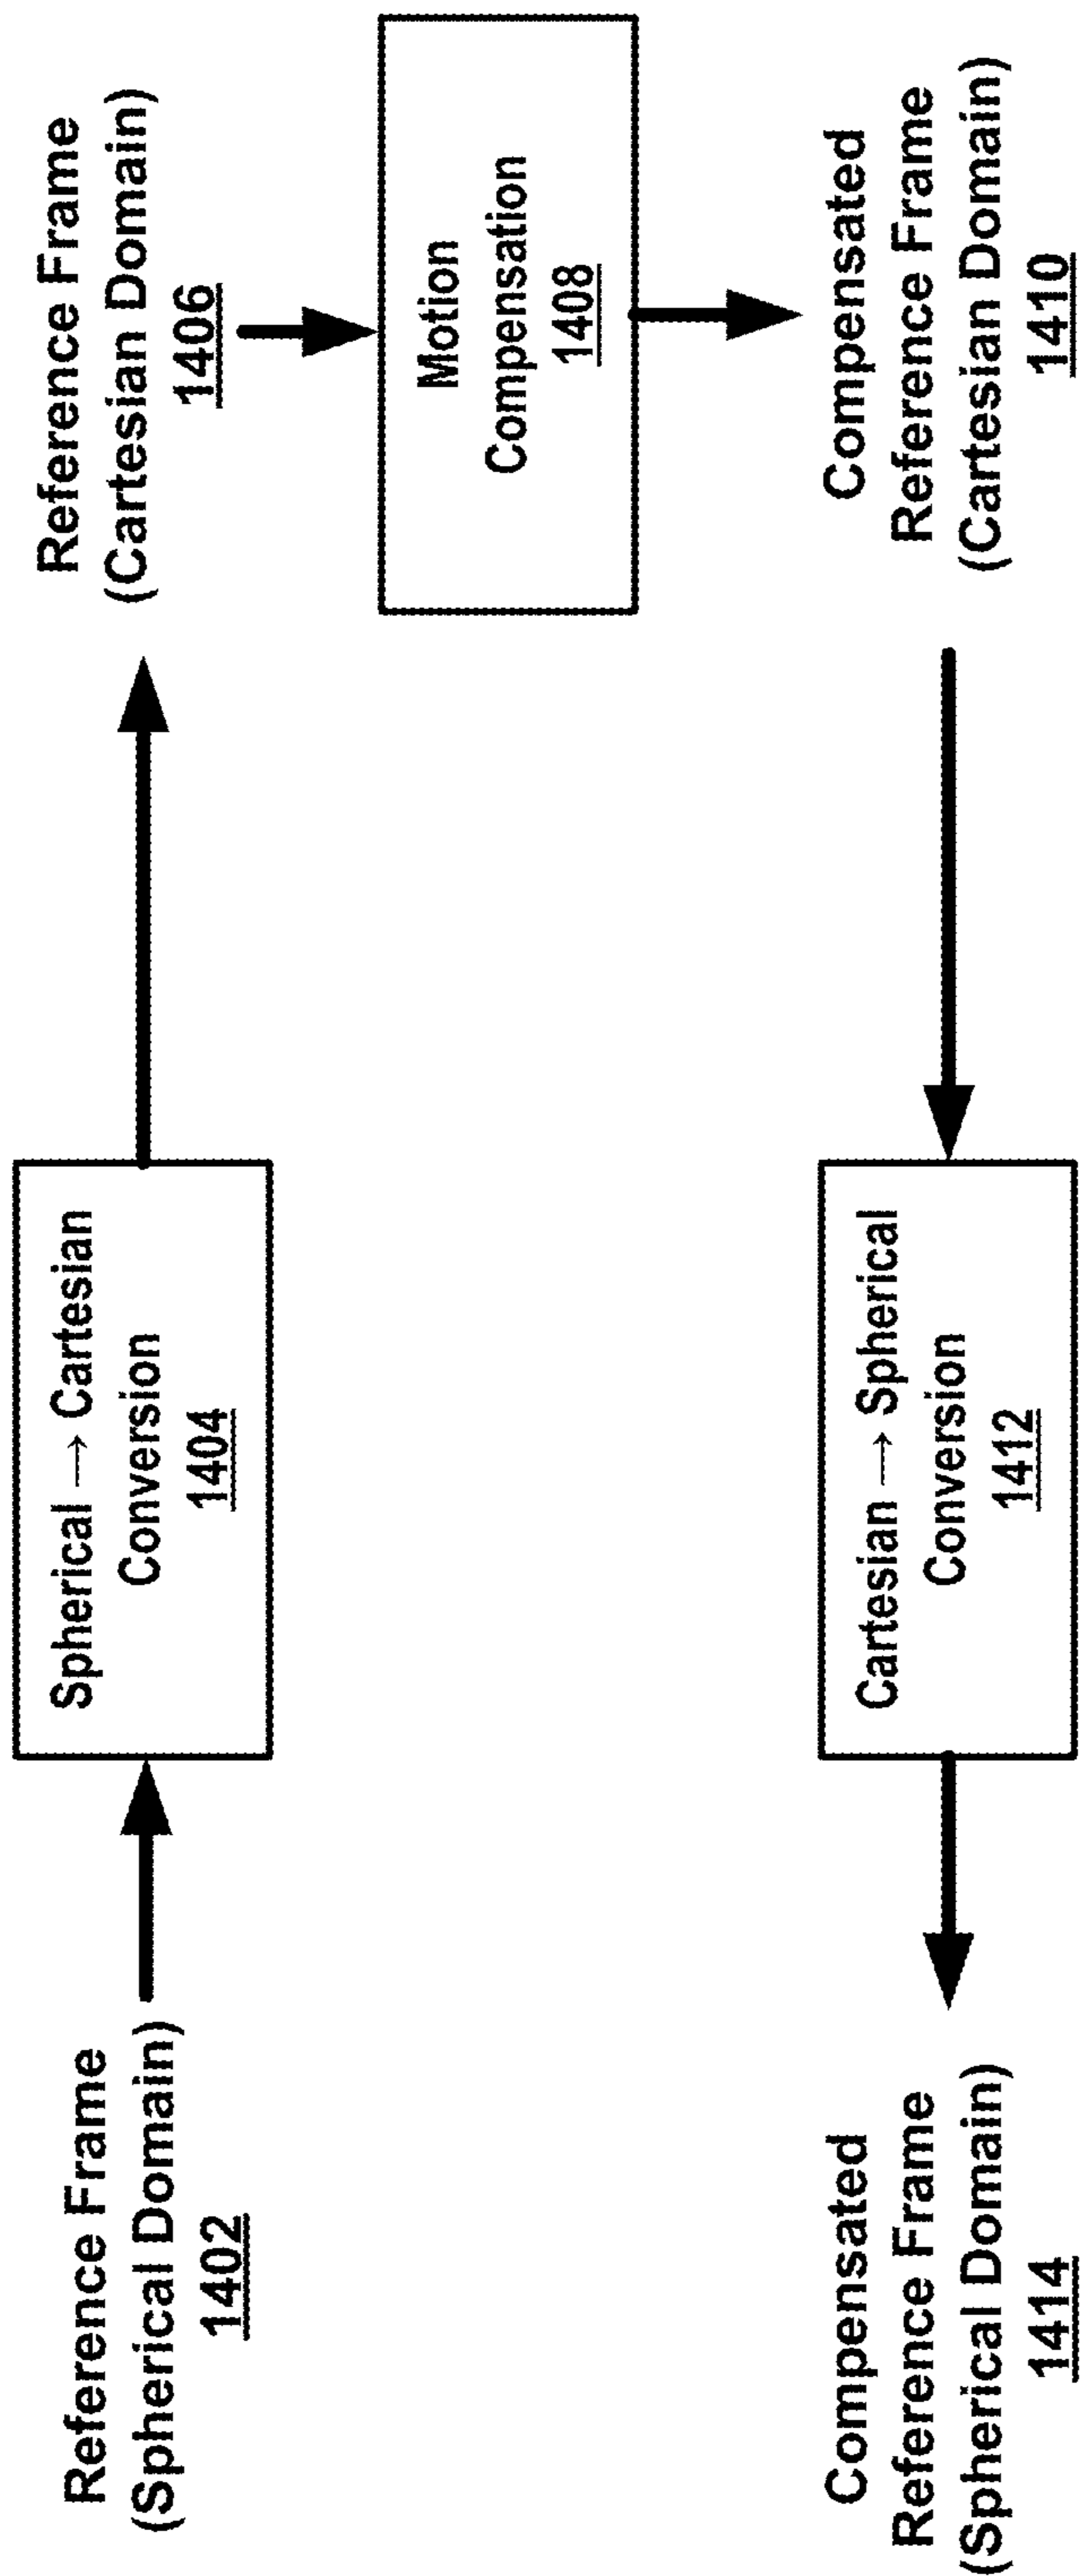 Reference Frame
(Spherical Domain)
1402
Spherical → Cartesian
Conversion
1404
Reference Frame
(Cartesian Domain)
1406
Motion
Compensation
1408
Compensated
Reference Frame
(Cartesian Domain)
1410
Cartesian → Spherical
Conversion
1412
Compensated
Reference Frame
(Spherical Domain)
1414